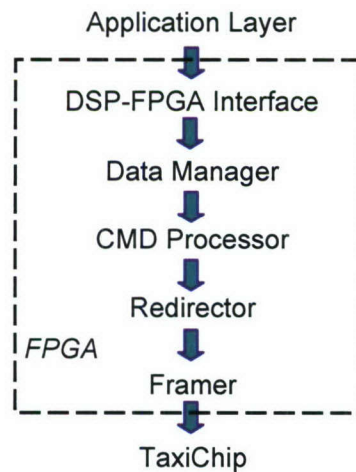 Application Layer
DSP-FPGA Interface
Data Manager
CMD Processor
Redirector
FPGA
Framer
TaxiChip